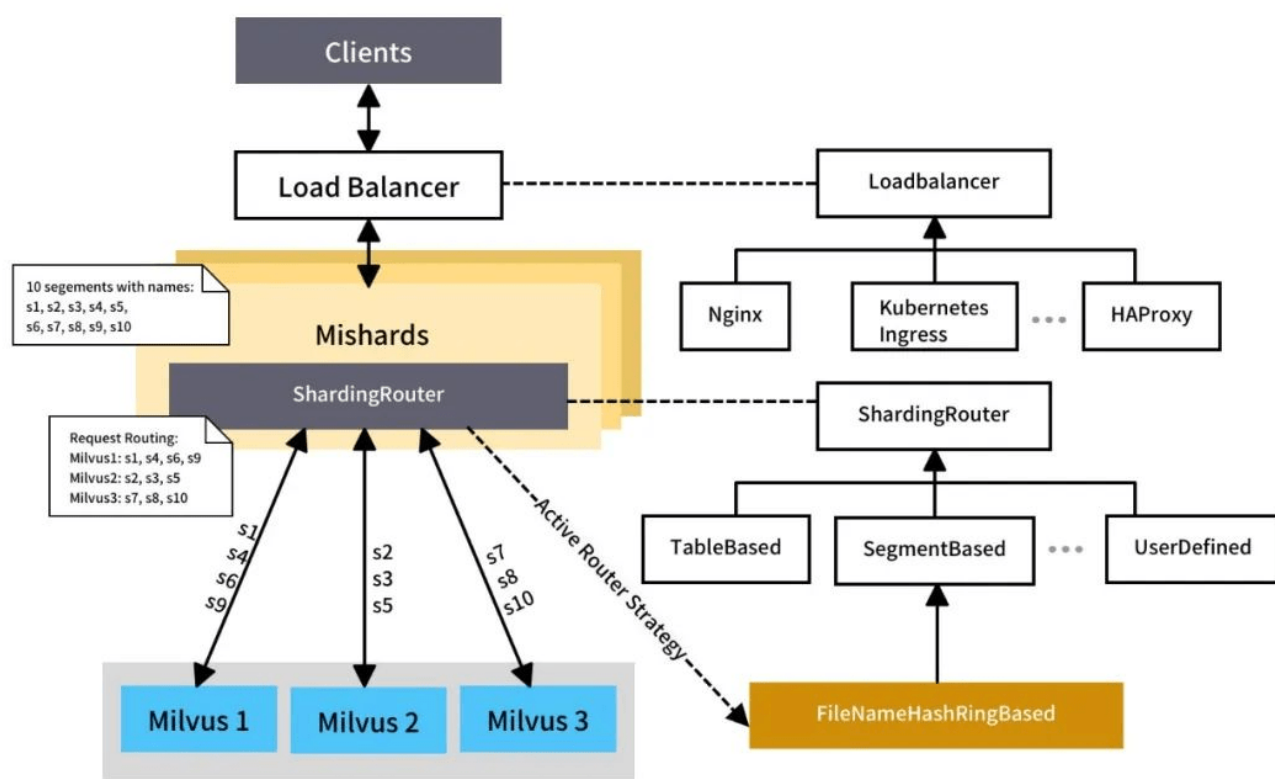 Clients
Load Balancer
Loadbalancer
10 segements with names:
s1, s2, s3, s4, s5,
s6, s7, s8, s9, s10
Nginx
Kubernetes
Ingress
HAProxy
Mishards
ShardingRouter
ShardingRouter
Request Routing:
Milvus1: s1, s4, s6, s9
Milvus2: s2, s3, s5
Milvus3: s7, s8, s10
TableBased
SegmentBased
UserDefined
s1
s4
s6
s9
s2
s3
s5
s7
s8
s10
Active Router Strategy
Milvus 1
Milvus 2
Milvus 3
FileNameHashRingBased